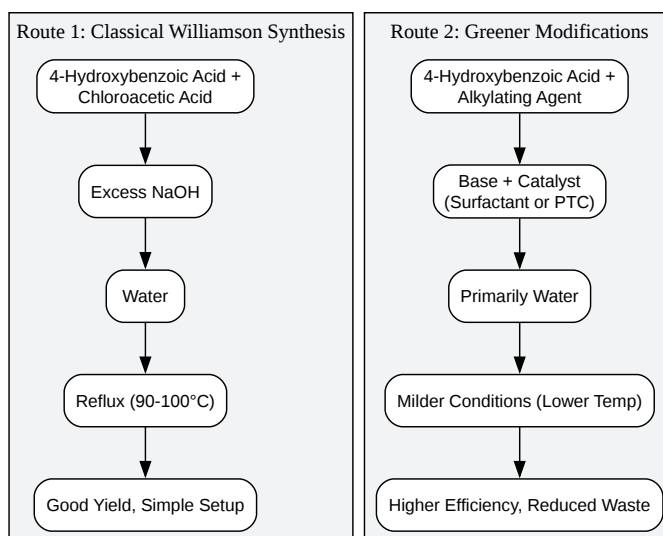 Route 1: Classical Williamson Synthesis
4-Hydroxybenzoic Acid +
Chloroacetic Acid
Excess NaOH
Water
Reflux (90-100°C)
Good Yield, Simple Setup
Route 2: Greener Modifications
4-Hydroxybenzoic Acid +
Alkylating Agent
Base + Catalyst
(Surfactant or PTC)
Primarily Water
Milder Conditions (Lower Temp)
Higher Efficiency, Reduced Waste